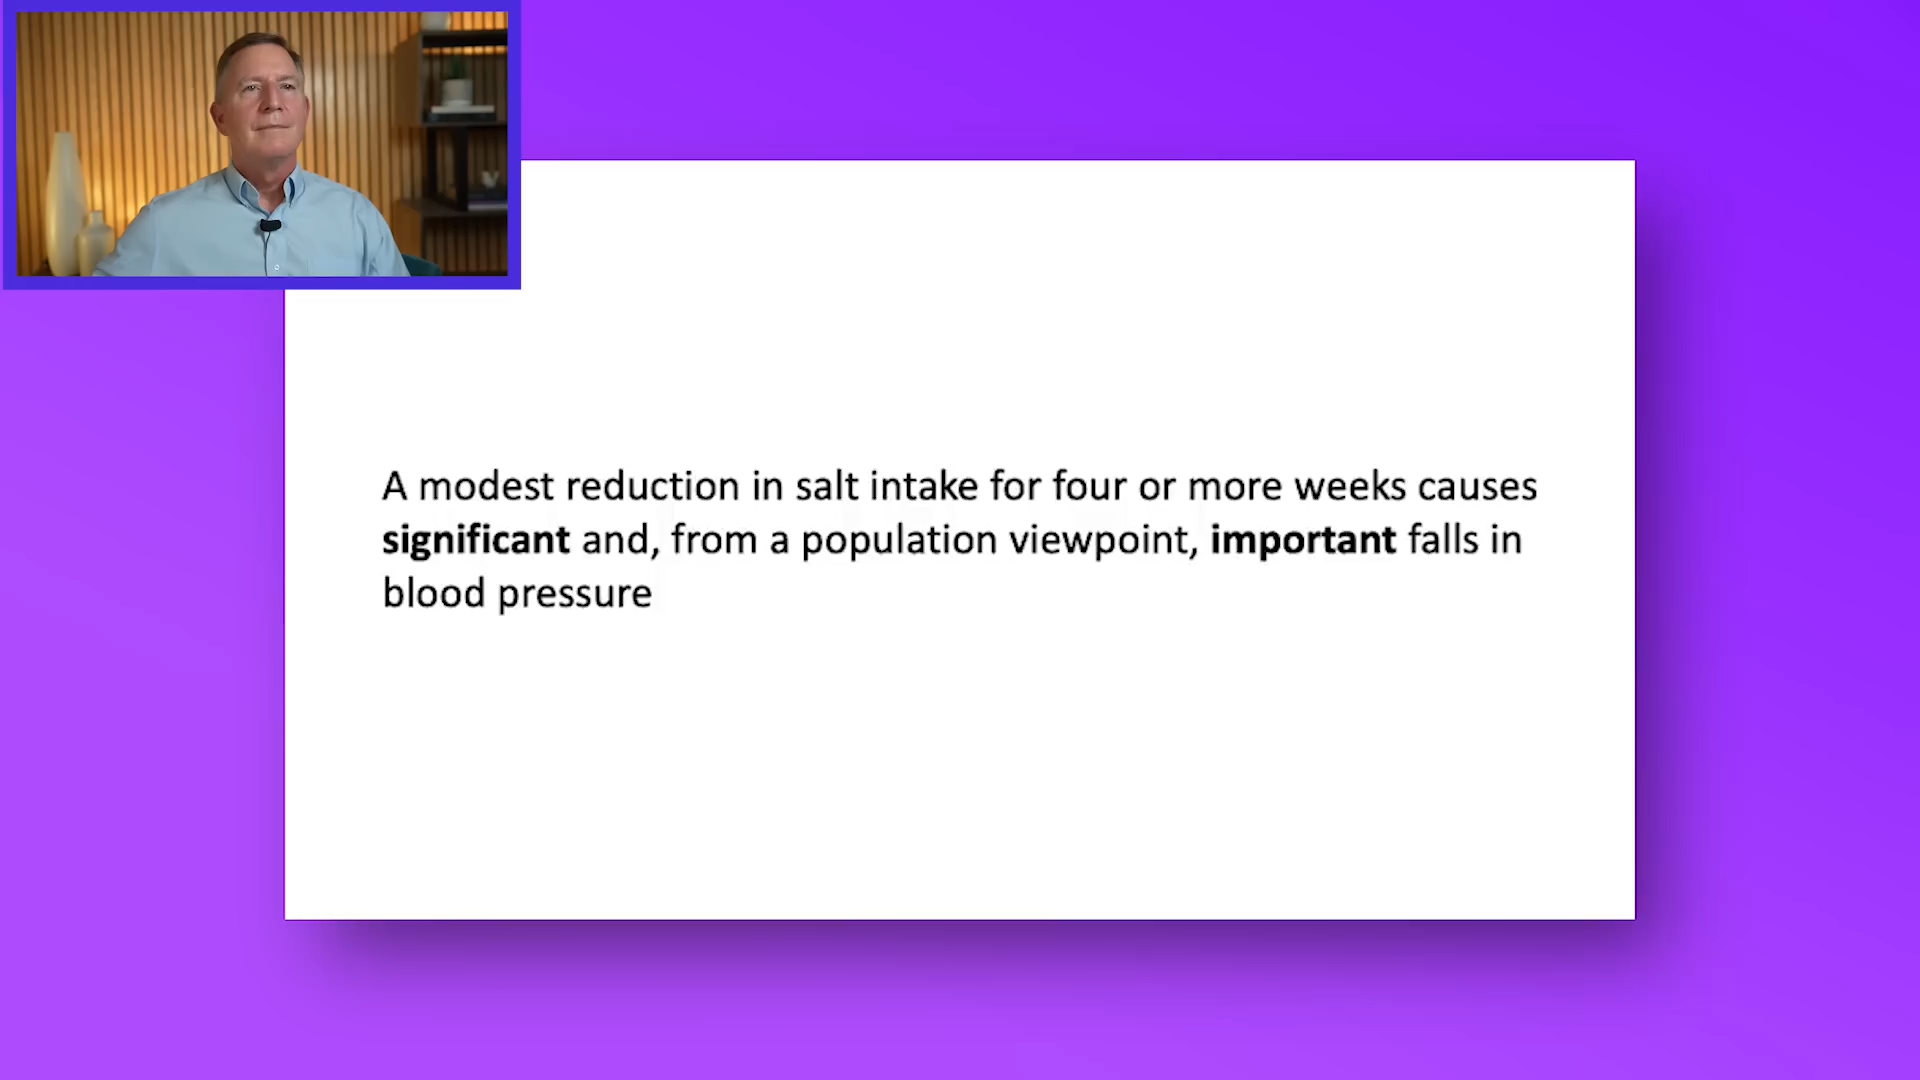 A modest reduction in salt intake for four or more weeks causes
significant and, from a population viewpoint, important falls in
blood pressure